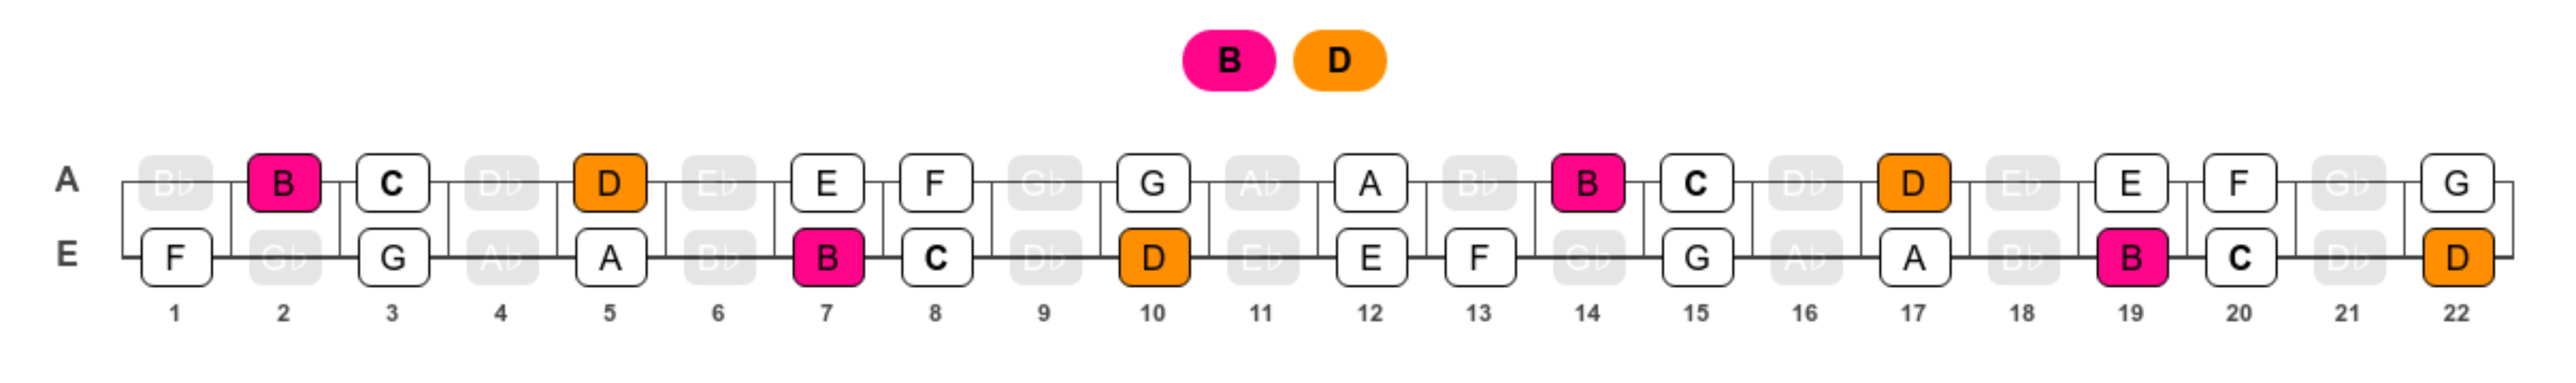 B D
A B♭ B C D♭ D E♭ E F G♭ G A♭ A B♭ B C D♭ D E♭ E F G♭ G
E F G♭ G A♭ A B♭ B C D♭ D E♭ E F G♭ G A♭ A B♭ B C D♭ D
1 2 3 4 5 6 7 8 9 10 11 12 13 14 15 16 17 18 19 20 21 22